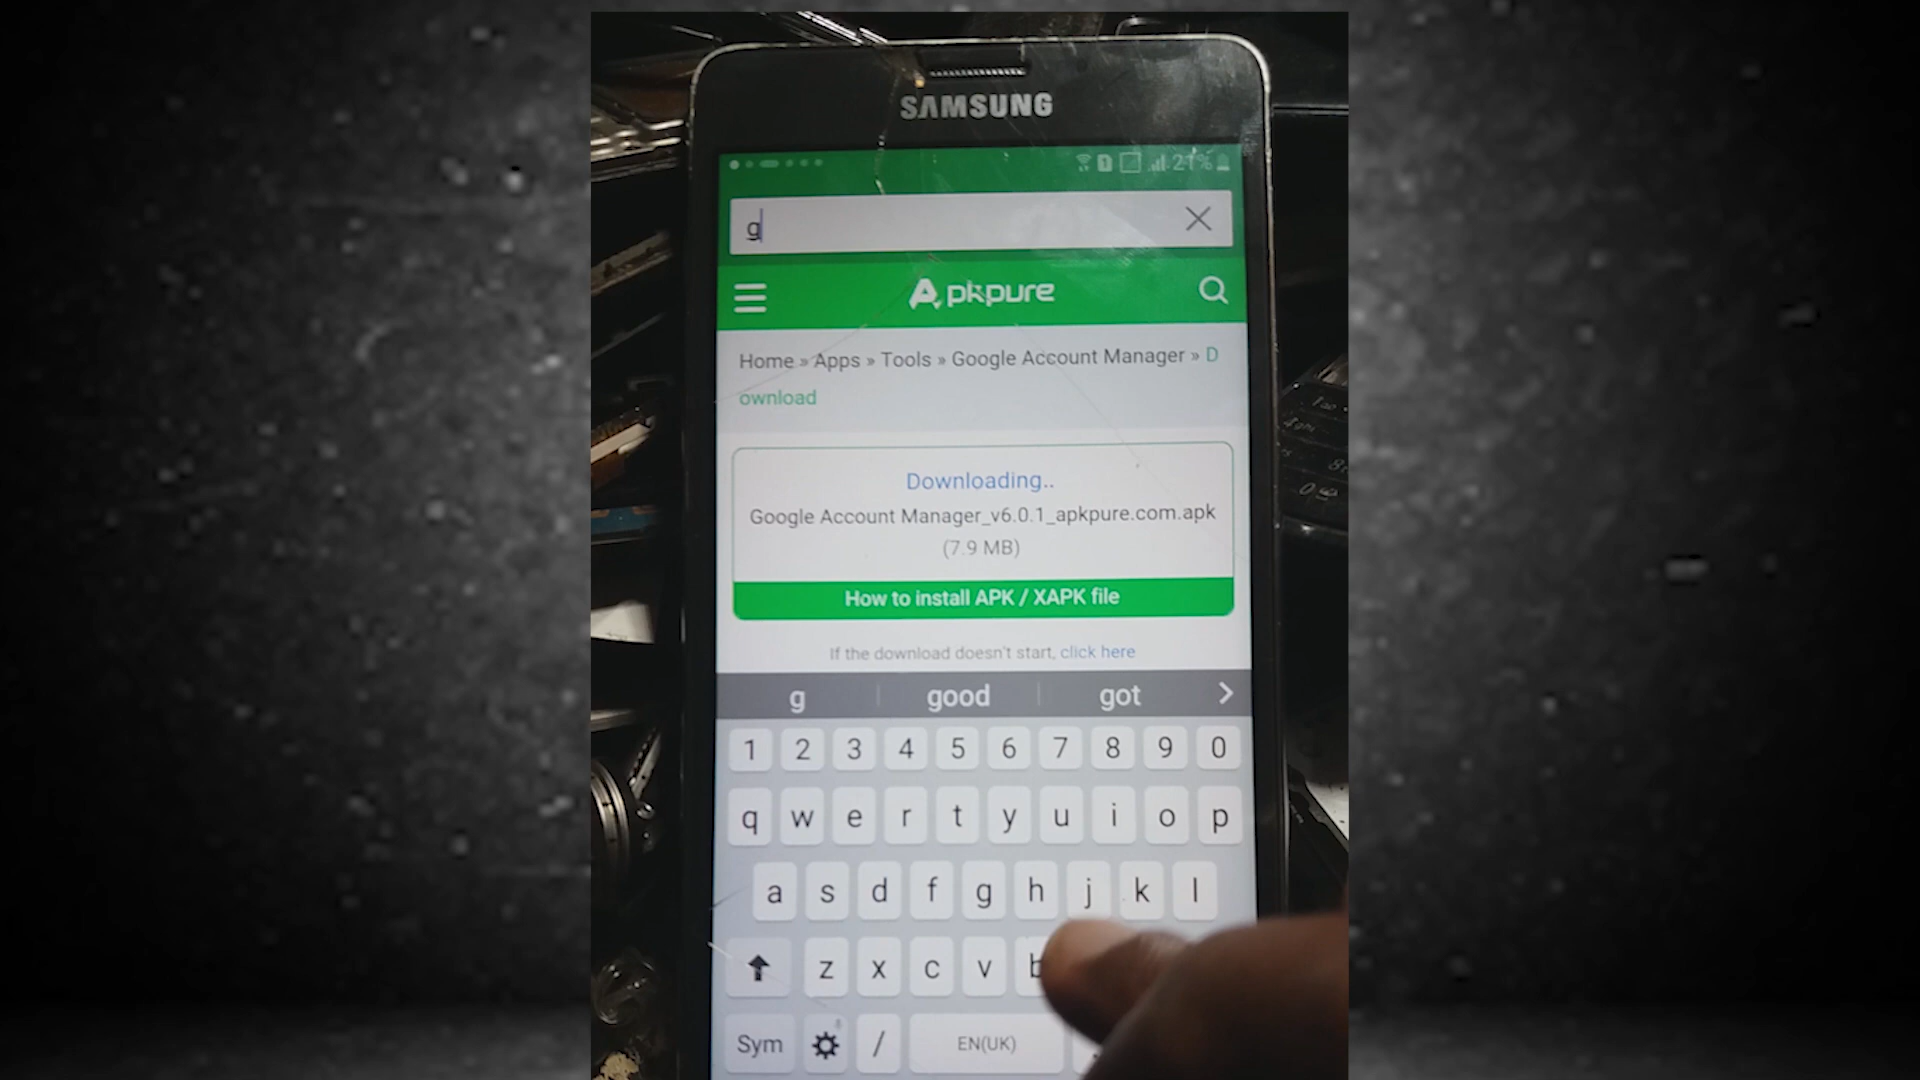 SAMSUNG
21%
g
Apkpure
Home » Apps » Tools » Google Account Manager » D
ownload
Downloading..
Google Account Manager_v6.0.1_apkpure.com.apk
(7.9 MB)
How to install APK / XAPK file
If the download doesn't start, click here
g good got
1 2 3 4 5 6 7 8 9 0
q w e r t y u i o p
a s d f g h j k l
z x c v b
Sym / EN(UK)